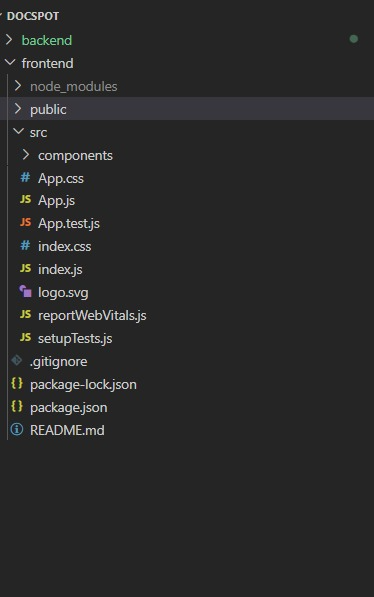 DOCSPOT
backend
frontend
node_modules
public
src
components
# App.css
JS App.js
JS App.test.js
# index.css
JS index.js
logo.svg
JS reportWebVitals.js
JS setupTests.js
.gitignore
{} package-lock.json
{} package.json
README.md